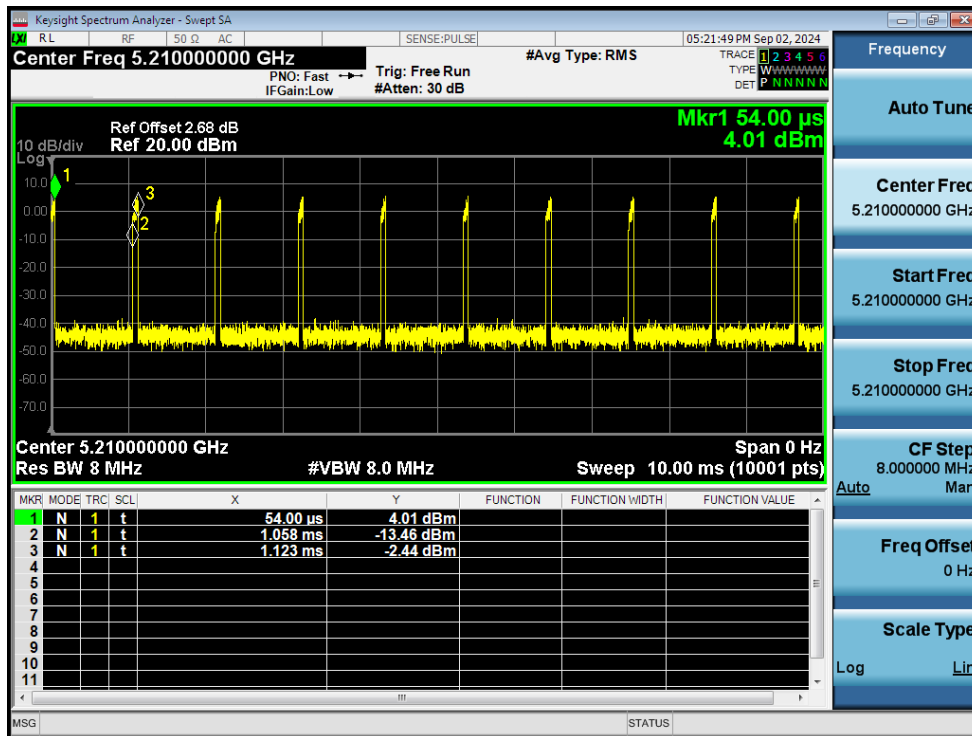 Keysight Spectrum Analyzer - Swept SA
LXI RL RF 50 Ω AC SENSE:PULSE 05:21:49 PM Sep 02, 2024
Center Freq 5.210000000 GHz
#Avg Type: RMS
TRACE 1 2 3 4 5 6
PNO: Fast Trig: Free Run
TYPE WWWWWW
IFGain:Low #Atten: 30 dB
DET P N N N N N
Mkr1 54.00 µs
4.01 dBm
Ref Offset 2.68 dB
10 dB/div Ref 20.00 dBm
Log
1
3
2
10.0
0.00
-10.0
-20.0
-30.0
-40.0
-50.0
-60.0
-70.0
Center 5.210000000 GHz Span 0 Hz
Res BW 8 MHz #VBW 8.0 MHz Sweep 10.00 ms (10001 pts)
MKR MODE TRC SCL X Y FUNCTION FUNCTION WIDTH FUNCTION VALUE
1 N 1 t 54.00 µs 4.01 dBm
2 N 1 t 1.058 ms -13.46 dBm
3 N 1 t 1.123 ms -2.44 dBm
4
5
6
7
8
9
10
11
MSG STATUS
Frequency
Auto Tune
Center Freq
5.210000000 GHz
Start Freq
5.210000000 GHz
Stop Freq
5.210000000 GHz
CF Step
8.000000 MHz
Auto Man
Freq Offset
0 Hz
Scale Type
Log Lin